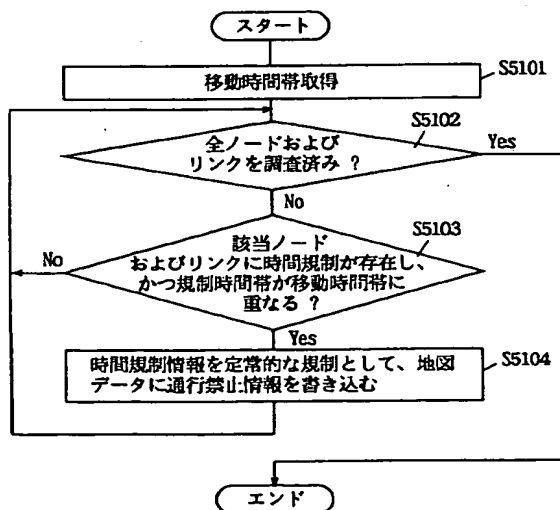 スタート
移動時間帯取得
S5101
S5102
全ノードおよび
リンクを調査済み ?
Yes
No
S5103
該当ノード
およびリンクに時間規制が存在し、
かつ規制時間帯が移動時間帯に
重なる ?
No
Yes
S5104
時間規制情報を定常的な規制として、地図
データに通行禁止情報を書き込む
エンド